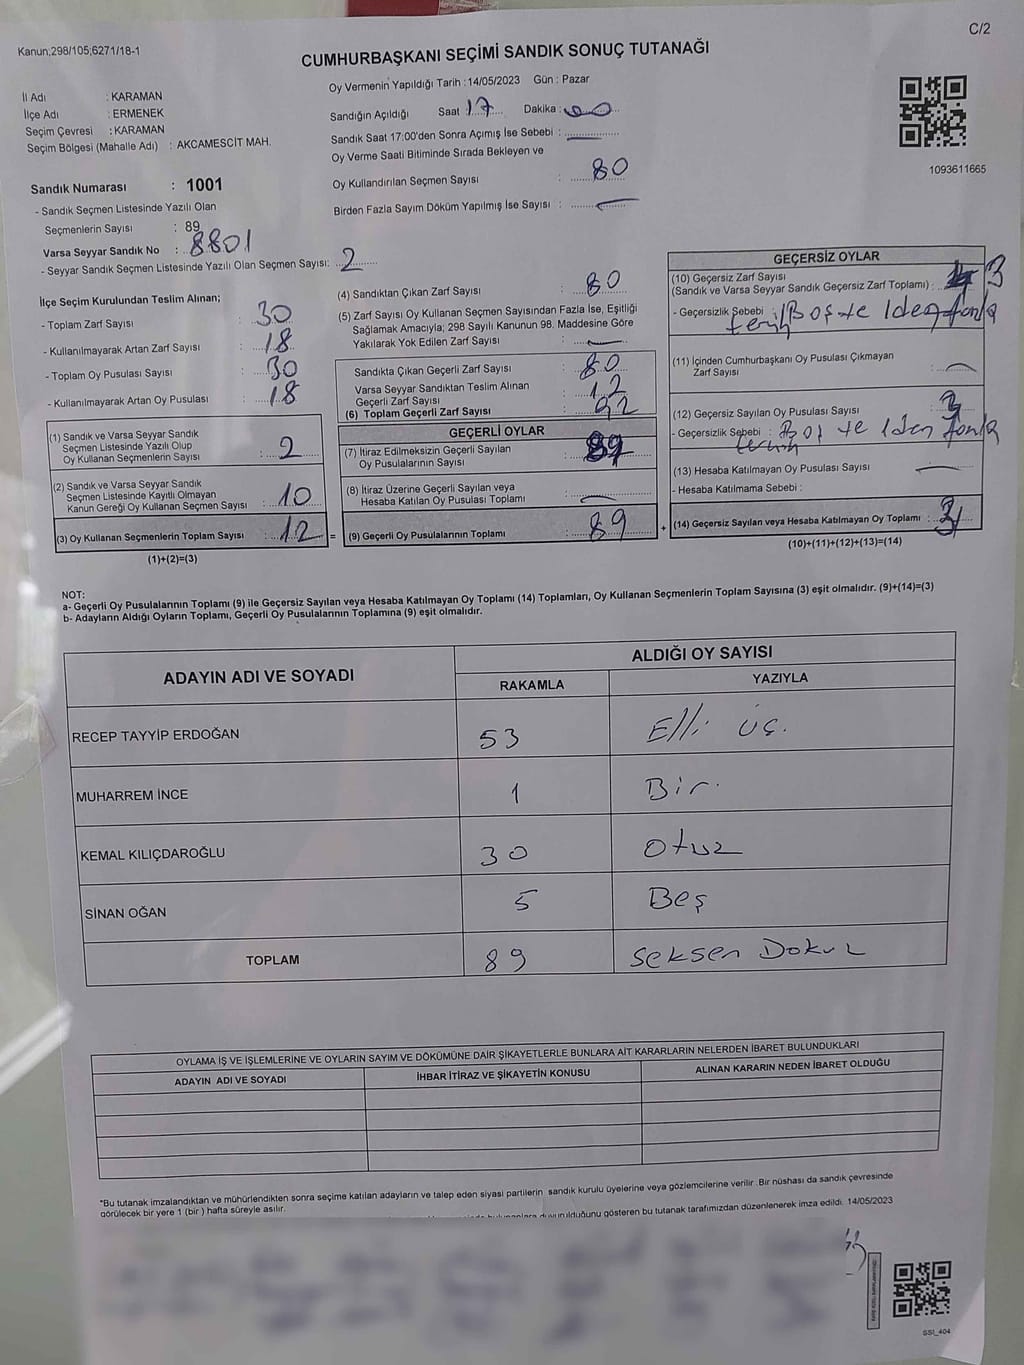 Kanun;298/105;6271/18-1
C/2
CUMHURBAŞKANI SEÇİMİ SANDIK SONUÇ TUTANAĞI
İl Adı : KARAMAN
İlçe Adı : ERMENEK
Seçim Çevresi : KARAMAN
Seçim Bölgesi (Mahalle Adı) : AKCAMESCİT MAH.
Sandık Numarası : 1001
- Sandık Seçmen Listesinde Yazılı Olan
Seçmenlerin Sayısı : 89
Varsa Seyyar Sandık No : 8801
- Seyyar Sandık Seçmen Listesinde Yazılı Olan Seçmen Sayısı: 2
İlçe Seçim Kurulundan Teslim Alınan;
- Toplam Zarf Sayısı : 30
- Kullanılmayarak Artan Zarf Sayısı : 18
- Toplam Oy Pusulası Sayısı : 30
- Kullanılmayarak Artan Oy Pusulası : 18
Oy Vermenin Yapıldığı Tarih : 14/05/2023 Gün : Pazar
Sandığın Açıldığı Saat 17 Dakika : 00
Sandık Saat 17:00'den Sonra Açımış İse Sebebi : —
Oy Verme Saati Bitiminde Sırada Bekleyen ve
Oy Kullandırılan Seçmen Sayısı : 80
Birden Fazla Sayım Döküm Yapılmış İse Sayısı : —
1093611665
(4) Sandıktan Çıkan Zarf Sayısı : 80
(5) Zarf Sayısı Oy Kullanan Seçmen Sayısından Fazla İse, Eşitliği
Sağlamak Amacıyla; 298 Sayılı Kanunun 98. Maddesine Göre
Yakılarak Yok Edilen Zarf Sayısı : —
Sandıkta Çıkan Geçerli Zarf Sayısı : 80
Varsa Seyyar Sandıktan Teslim Alınan
Geçerli Zarf Sayısı : 12
(6) Toplam Geçerli Zarf Sayısı : 92
GEÇERSİZ OYLAR
(10) Geçersiz Zarf Sayısı
(Sandık ve Varsa Seyyar Sandık Geçersiz Zarf Toplamı) : 3
- Geçersizlik Sebebi : Boş ve
(11) İçinden Cumhurbaşkanı Oy Pusulası Çıkmayan
Zarf Sayısı : —
(12) Geçersiz Sayılan Oy Pusulası Sayısı : 3
- Geçersizlik Sebebi : Boş ve
(13) Hesaba Katılmayan Oy Pusulası Sayısı : —
- Hesaba Katılmama Sebebi :
(14) Geçersiz Sayılan veya Hesaba Katılmayan Oy Toplamı : 3
(10)+(11)+(12)+(13)=(14)
(1) Sandık ve Varsa Seyyar Sandık
Seçmen Listesinde Yazılı Olup
Oy Kullanan Seçmenlerin Sayısı : 2
(2) Sandık ve Varsa Seyyar Sandık
Seçmen Listesinde Kayıtlı Olmayan
Kanun Gereği Oy Kullanan Seçmen Sayısı : 10
(3) Oy Kullanan Seçmenlerin Toplam Sayısı : 12 =
(1)+(2)=(3)
GEÇERLİ OYLAR
(7) İtiraz Edilmeksizin Geçerli Sayılan
Oy Pusulalarının Sayısı : 89
(8) İtiraz Üzerine Geçerli Sayılan veya
Hesaba Katılan Oy Pusulası Toplamı : —
(9) Geçerli Oy Pusulalarının Toplamı : 89 +
NOT:
a- Geçerli Oy Pusulalarının Toplamı (9) ile Geçersiz Sayılan veya Hesaba Katılmayan Oy Toplamı (14) Toplamları, Oy Kullanan Seçmenlerin Toplam Sayısına (3) eşit olmalıdır. (9)+(14)=(3)
b- Adayların Aldığı Oyların Toplamı, Geçerli Oy Pusulalarının Toplamına (9) eşit olmalıdır.
ADAYIN ADI VE SOYADI
ALDIĞI OY SAYISI
RAKAMLA YAZIYLA
RECEP TAYYİP ERDOĞAN 53 Elli üç.
MUHARREM İNCE 1 Bir.
KEMAL KILIÇDAROĞLU 30 Otuz
SİNAN OĞAN 5 Beş
TOPLAM 89 Seksen Dokuz
OYLAMA İŞ VE İŞLEMLERİNE VE OYLARIN SAYIM VE DÖKÜMÜNE DAİR ŞİKAYETLERLE BUNLARA AİT KARARLARIN NELERDEN İBARET BULUNDUKLARI
ADAYIN ADI VE SOYADI İHBAR İTİRAZ VE ŞİKAYETİN KONUSU ALINAN KARARIN NEDEN İBARET OLDUĞU
*Bu tutanak imzalandıktan ve mühürlendikten sonra seçime katılan adayların ve talep eden siyasi partilerin sandık kurulu üyelerine veya gözlemcilerine verilir .Bir nüshası da sandık çevresinde
görülecek bir yere 1 (bir ) hafta süreyle asılır.
duyurulduğunu gösteren bu tutanak tarafımızdan düzenlenerek imza edildi. 14/05/2023
SSI_404